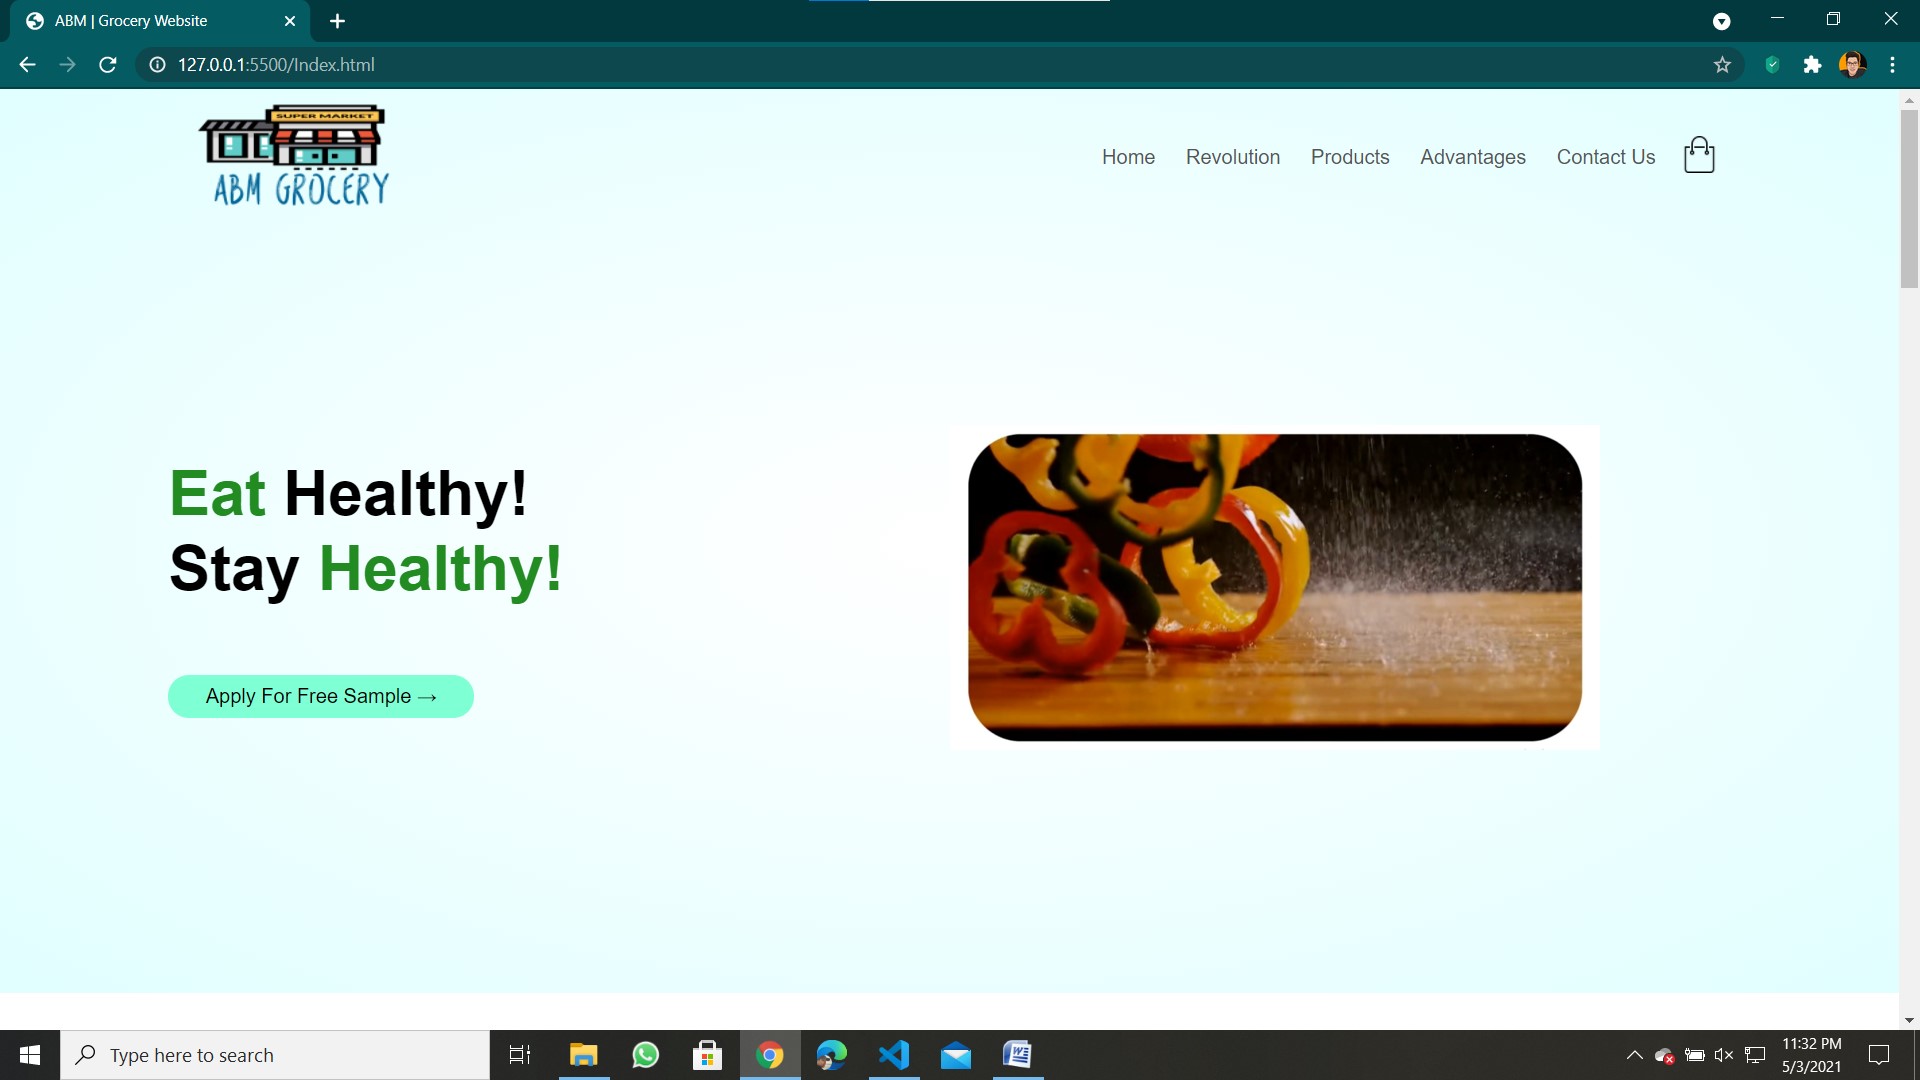 ABM | Grocery Website
127.0.0.1:5500/Index.html
SUPER MARKET
ABM GROCERY
Home Revolution Products Advantages Contact Us
Eat Healthy!
Stay Healthy!
Apply For Free Sample →
Type here to search
11:32 PM
5/3/2021